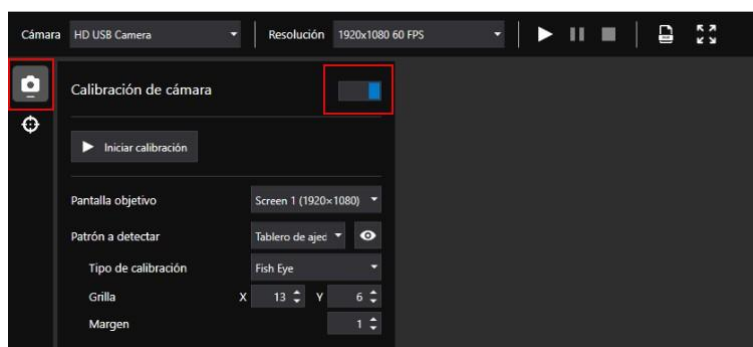 Cámara HD USB Camera Resolución 1920x1080 60 FPS
Calibración de cámara
Iniciar calibración
Pantalla objetivo Screen 1 (1920×1080)
Patrón a detectar Tablero de ajec
Tipo de calibración Fish Eye
Grilla X 13 Y 6
Margen 1